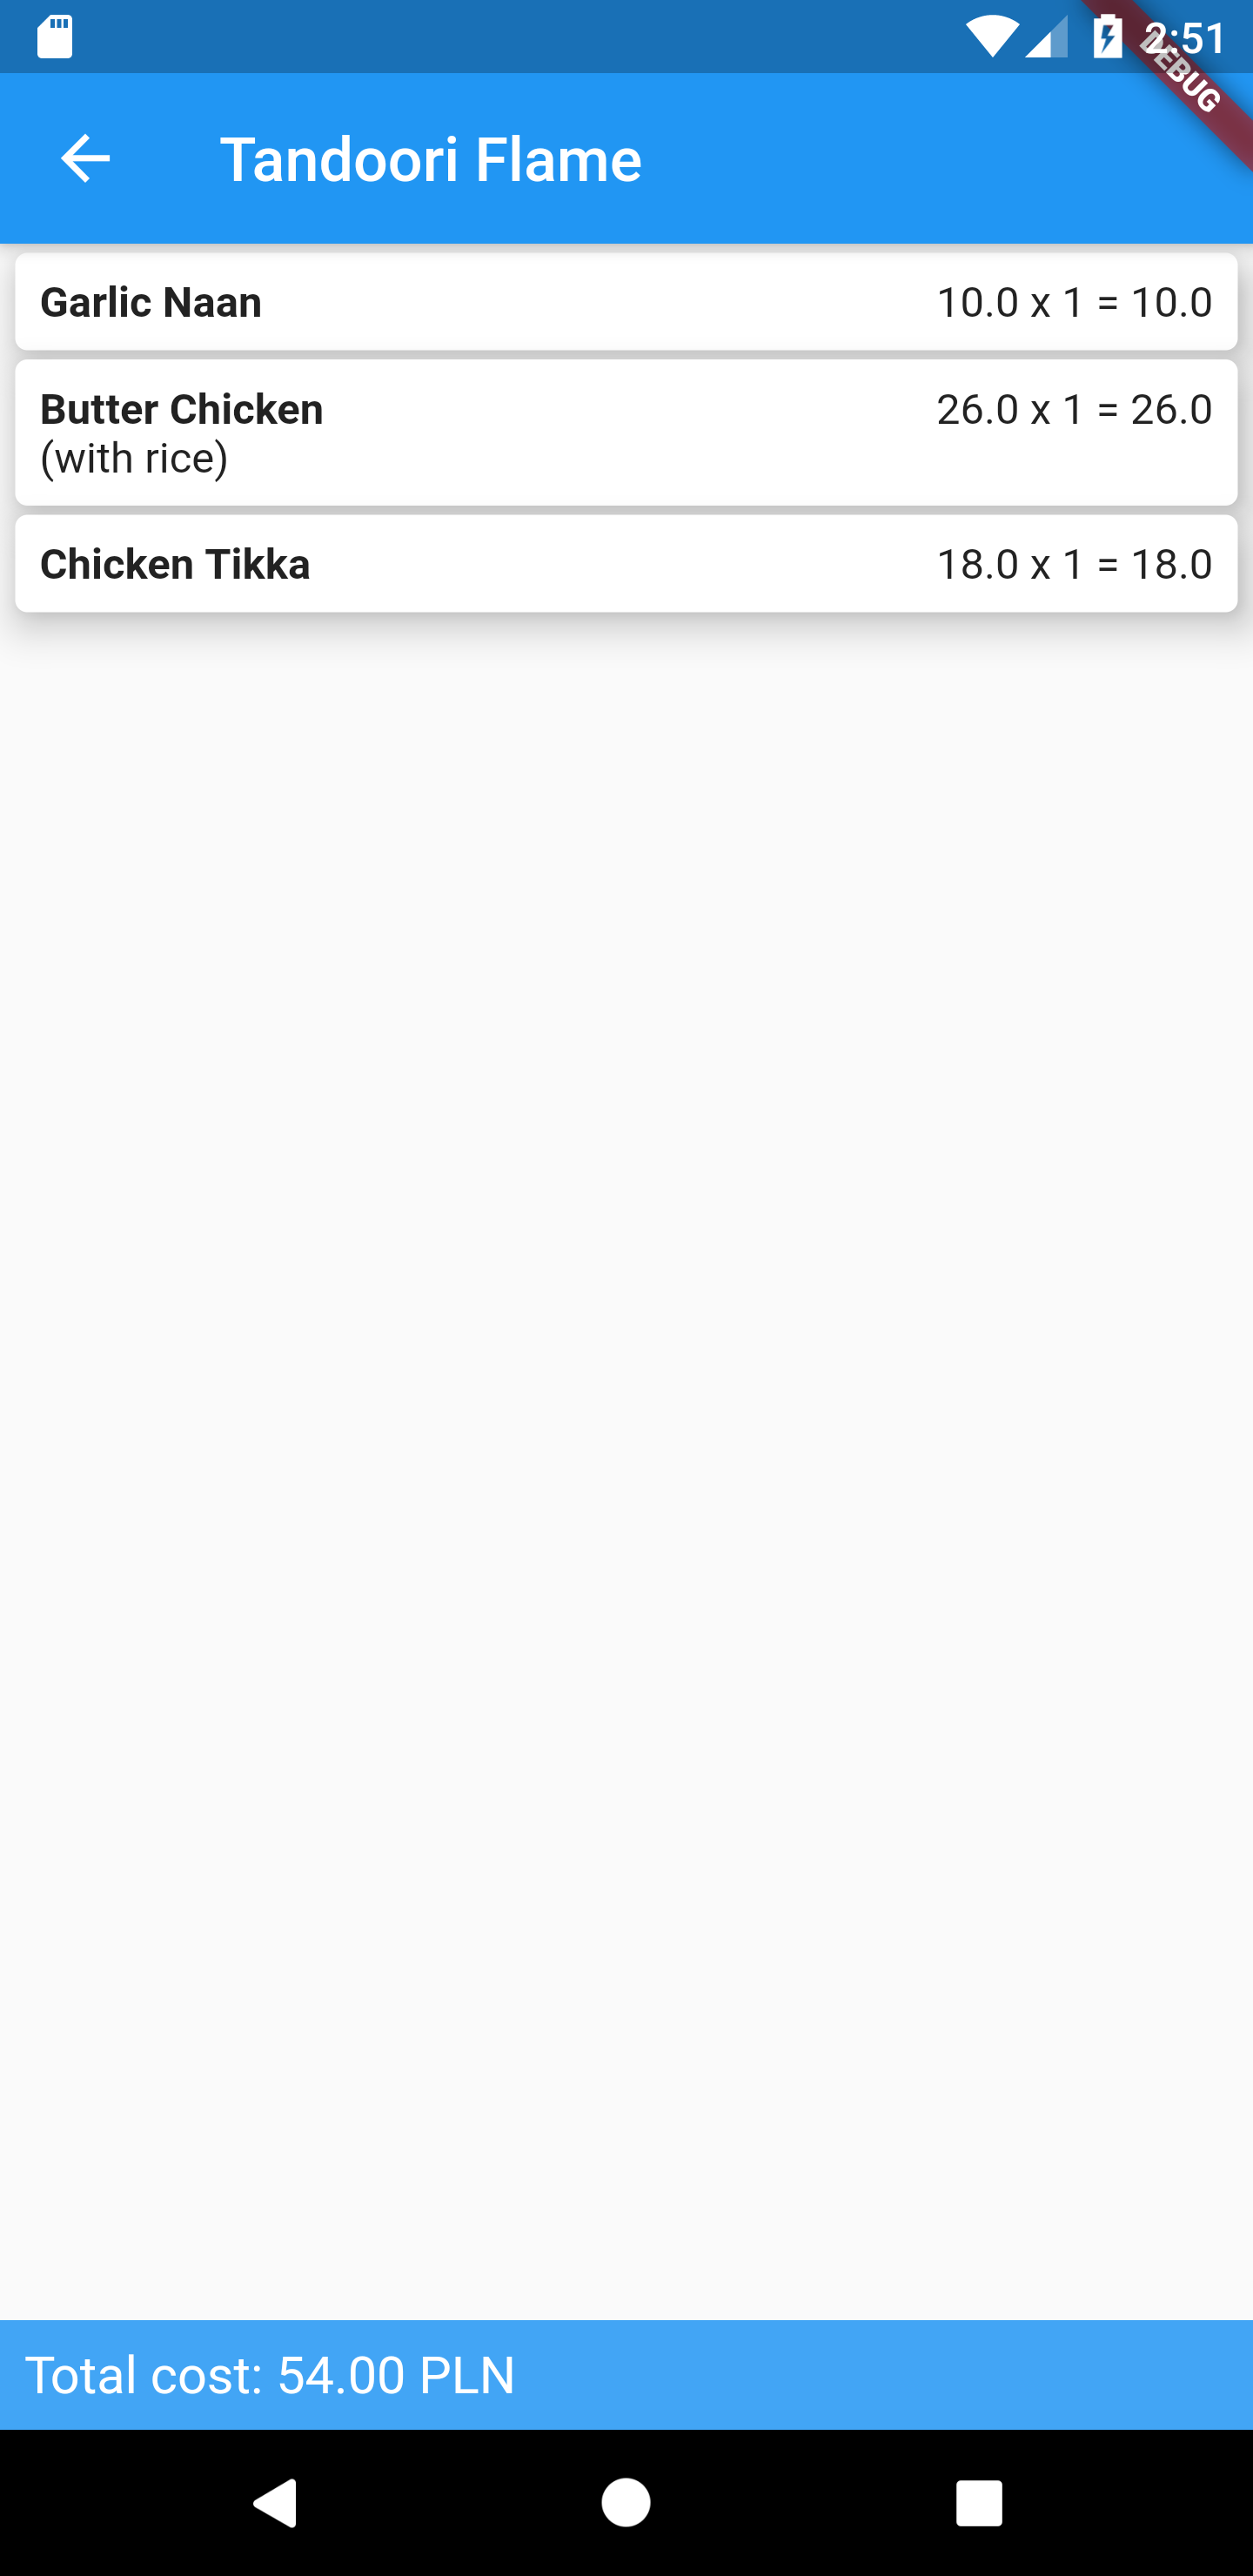 2:51
DEBUG
Tandoori Flame
Garlic Naan 10.0 x 1 = 10.0
Butter Chicken 26.0 x 1 = 26.0
(with rice)
Chicken Tikka 18.0 x 1 = 18.0
Total cost: 54.00 PLN